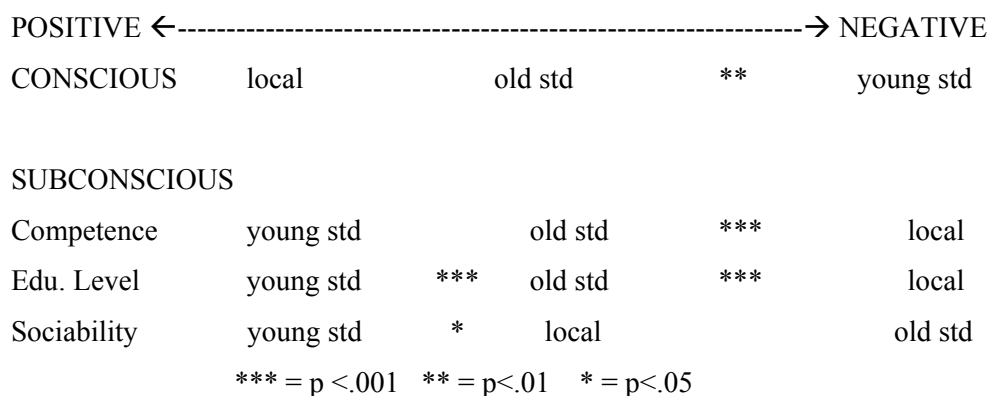 POSITIVE ←-----------------------------------------------------------------→ NEGATIVE
CONSCIOUS local old std ** young std
SUBCONSCIOUS
Competence young std old std *** local
Edu. Level young std *** old std *** local
Sociability young std * local old std
*** = p <.001 ** = p<.01 * = p<.05